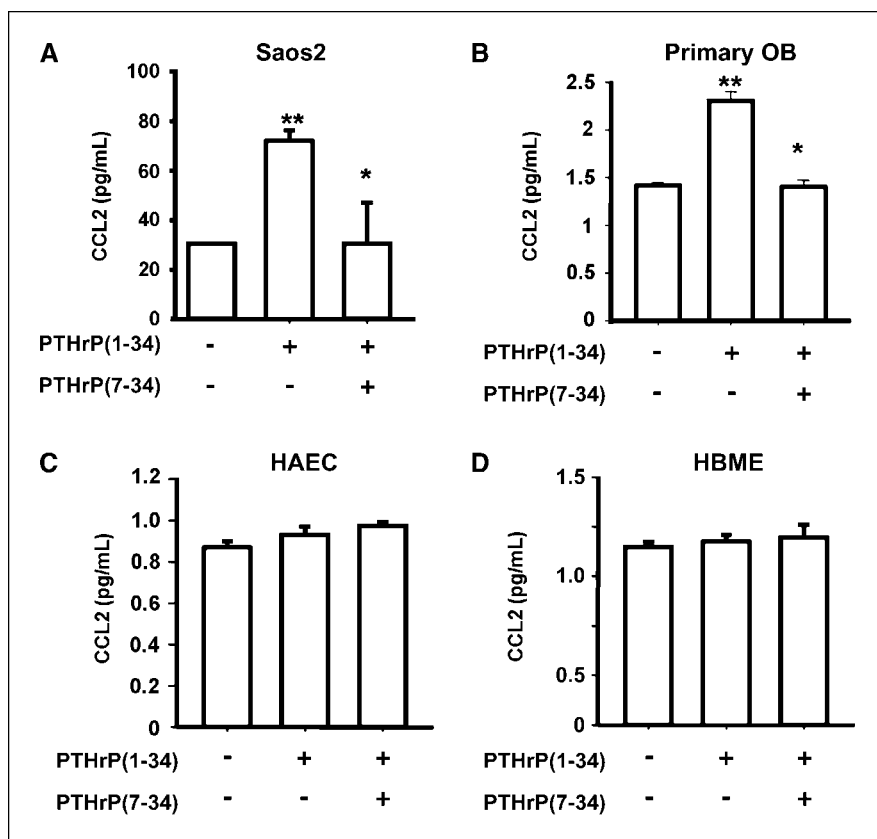 A Saos2
CCL2 (pg/mL)
100
80
60
40
20
0
**
*
PTHrP(1-34) - + +
PTHrP(7-34) - - +
B Primary OB
CCL2 (pg/mL)
2.5
2
1.5
1
0.5
0
**
*
PTHrP(1-34) - + +
PTHrP(7-34) - - +
C HAEC
CCL2 (pg/mL)
1.2
1.0
0.8
0.6
0.4
0.2
0
PTHrP(1-34) - + +
PTHrP(7-34) - - +
D HBME
CCL2 (pg/mL)
1.5
1.0
0.5
0
PTHrP(1-34) - + +
PTHrP(7-34) - - +